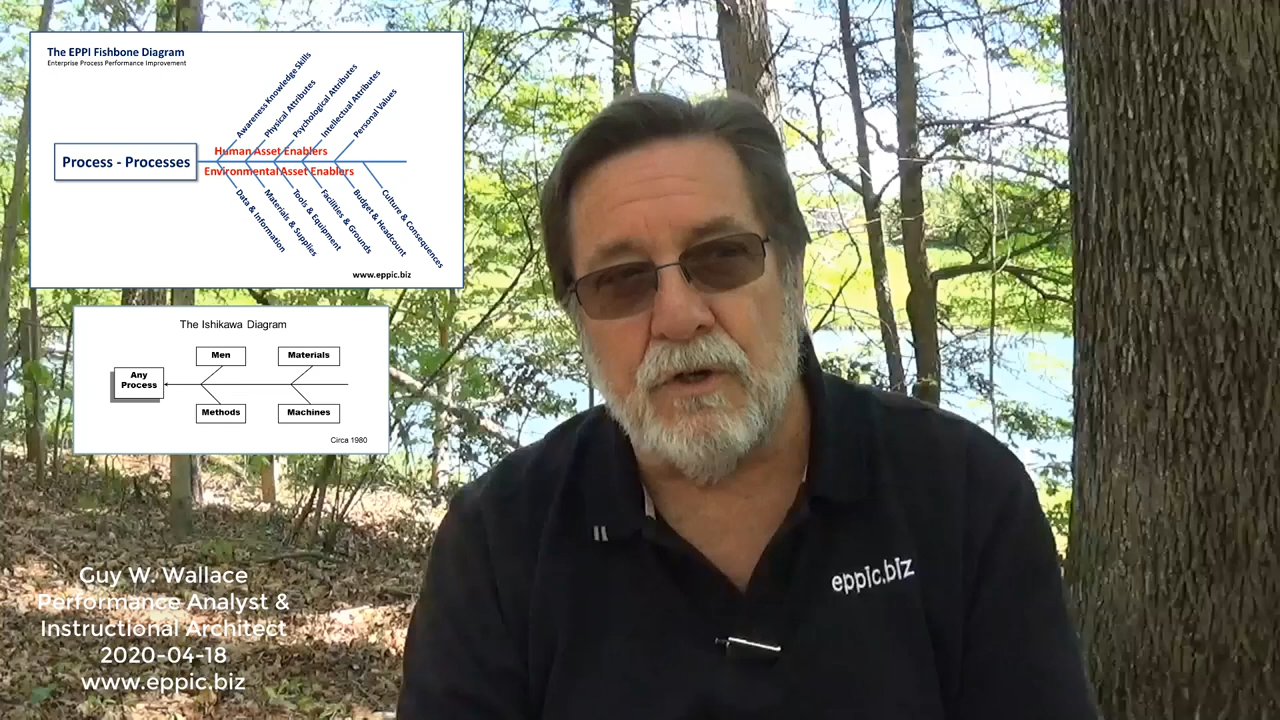 The EPPI Fishbone Diagram
Enterprise Process Performance Improvement
Awareness Knowledge Skills
Physical Attributes
Psychological Attributes
Intellectual Attributes
Personal Values
Human Asset Enablers
Process - Processes
Environmental Asset Enablers
Data & Information
Materials & Supplies
Tools & Equipment
Facilities & Grounds
Budget & Headcount
Culture & Consequences
www.eppic.biz
The Ishikawa Diagram
Men
Materials
Any
Process
Methods
Machines
Circa 1980
Guy W. Wallace
Performance Analyst &
Instructional Architect
2020-04-18
www.eppic.biz
eppic.biz